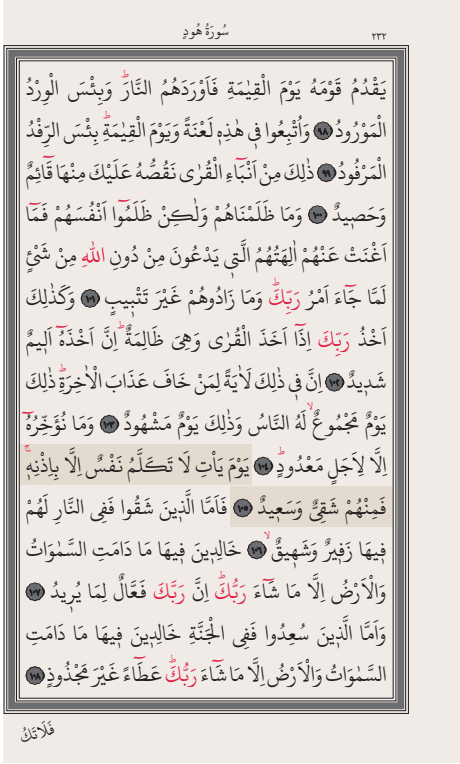 سُورَةُ هُودٍ ٢٣٢
يَقْدُمُ قَوْمَهُ يَوْمَ الْقِيٰمَةِ فَاَوْرَدَهُمُ النَّارَۜ وَبِئْسَ الْوِرْدُ
الْمَوْرُودُ ﴿٩٨﴾ وَاُتْبِعُوا ف۪ي هٰذِه۪ لَعْنَةً وَيَوْمَ الْقِيٰمَةِۜ بِئْسَ الرِّفْدُ
الْمَرْفُودُ ﴿٩٩﴾ ذٰلِكَ مِنْ اَنْبَٓاءِ الْقُرٰى نَقُصُّهُ عَلَيْكَ مِنْهَا قَٓائِمٌ
وَحَص۪يدٌ ﴿١٠٠﴾ وَمَا ظَلَمْنَاهُمْ وَلٰكِنْ ظَلَمُٓوا اَنْفُسَهُمْ فَمَٓا
اَغْنَتْ عَنْهُمْ اٰلِهَتُهُمُ الَّت۪ي يَدْعُونَ مِنْ دُونِ اللّٰهِ مِنْ شَيْءٍ
لَمَّا جَٓاءَ اَمْرُ رَبِّكَۜ وَمَا زَادُوهُمْ غَيْرَ تَتْب۪يبٍ ﴿١٠١﴾ وَكَذٰلِكَ
اَخْذُ رَبِّكَ اِذَٓا اَخَذَ الْقُرٰى وَهِيَ ظَالِمَةٌۜ اِنَّ اَخْذَهُٓ اَل۪يمٌ
شَد۪يدٌ ﴿١٠٢﴾ اِنَّ ف۪ي ذٰلِكَ لَاٰيَةً لِمَنْ خَافَ عَذَابَ الْاٰخِرَةِۜ ذٰلِكَ
يَوْمٌ مَجْمُوعٌۙ لَهُ النَّاسُ وَذٰلِكَ يَوْمٌ مَشْهُودٌ ﴿١٠٣﴾ وَمَا نُؤَخِّرُهُٓ
اِلَّا لِاَجَلٍ مَعْدُودٍۜ ﴿١٠٤﴾ يَوْمَ يَأْتِ لَا تَكَلَّمُ نَفْسٌ اِلَّا بِاِذْنِه۪ۚ
فَمِنْهُمْ شَقِيٌّ وَسَع۪يدٌ ﴿١٠٥﴾ فَاَمَّا الَّذ۪ينَ شَقُوا فَفِي النَّارِ لَهُمْ
ف۪يهَا زَف۪يرٌ وَشَه۪يقٌۙ ﴿١٠٦﴾ خَالِد۪ينَ ف۪يهَا مَا دَامَتِ السَّمٰوَاتُ
وَالْاَرْضُ اِلَّا مَا شَٓاءَ رَبُّكَۜ اِنَّ رَبَّكَ فَعَّالٌ لِمَا يُر۪يدُ ﴿١٠٧﴾
وَاَمَّا الَّذ۪ينَ سُعِدُوا فَفِي الْجَنَّةِ خَالِد۪ينَ ف۪يهَا مَا دَامَتِ
السَّمٰوَاتُ وَالْاَرْضُ اِلَّا مَا شَٓاءَ رَبُّكَۜ عَطَٓاءً غَيْرَ مَجْذُوذٍ ﴿١٠٨﴾
فَلَا تَكُ